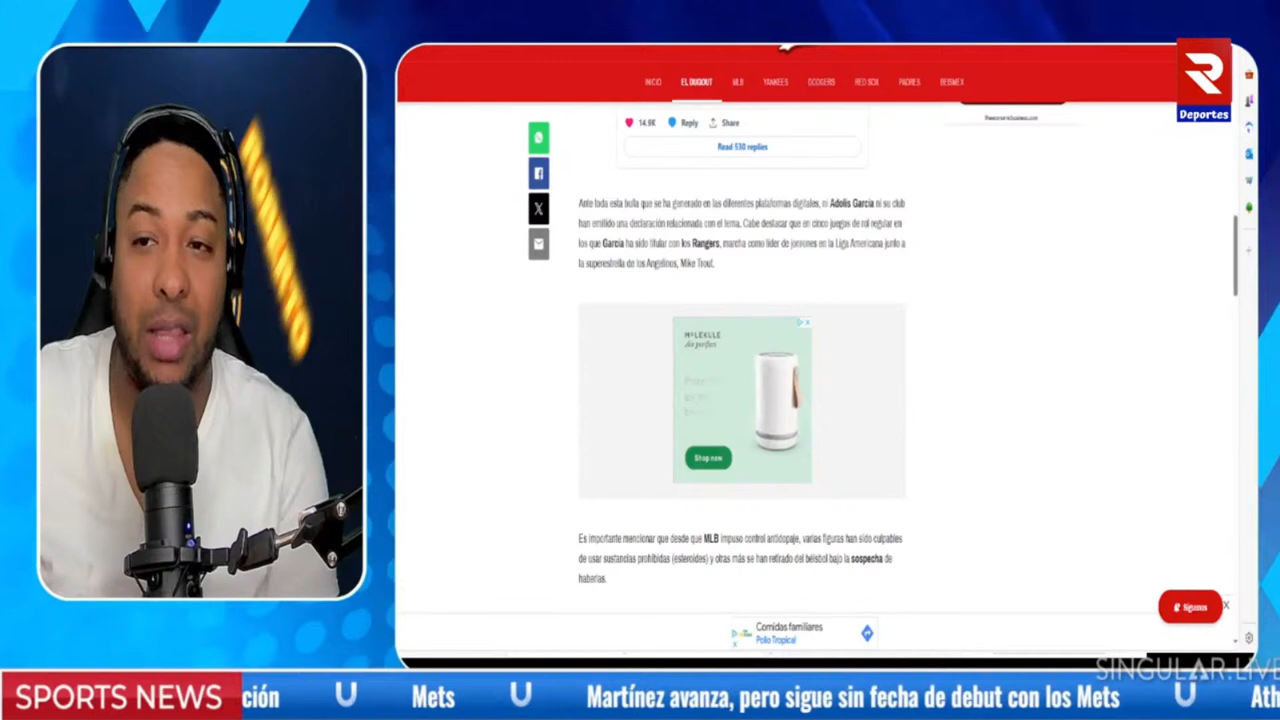 INICIO EL DUGOUT MLB YANKEES DODGERS RED SOX PADRES BEISMEX
R
Deportes
14.9K Reply Share
Read 530 replies
theeconomicbusiness.com
Ante toda esta bulla que se ha generado en las diferentes plataformas digitales, ni Adolis García ni su club
han emitido una declaración relacionada con el tema. Cabe destacar que en cinco juegos de rol regular en
los que García ha sido titular con los Rangers, marcha como líder de jonrones en la Liga Americana junto a
la superestrella de los Angelinos, Mike Trout.
MOLEKULE
Air purifiers
Shop now
Es importante mencionar que desde que MLB impuso control antidopaje, varias figuras han sido culpables
de usar sustancias prohibidas (esteroides) y otras más se han retirado del béisbol bajo la sospecha de
haberlas.
Síguenos X
Comidas familiares
Pollo Tropical
SINGULAR.LIVE
SPORTS NEWS ción Mets Martínez avanza, pero sigue sin fecha de debut con los Mets Ath